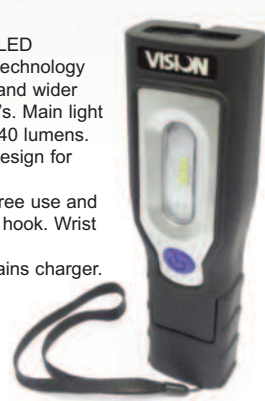 LED
echnology
and wider
's. Main light
40 lumens.
esign for
ree use and
hook. Wrist
ains charger.
VISION